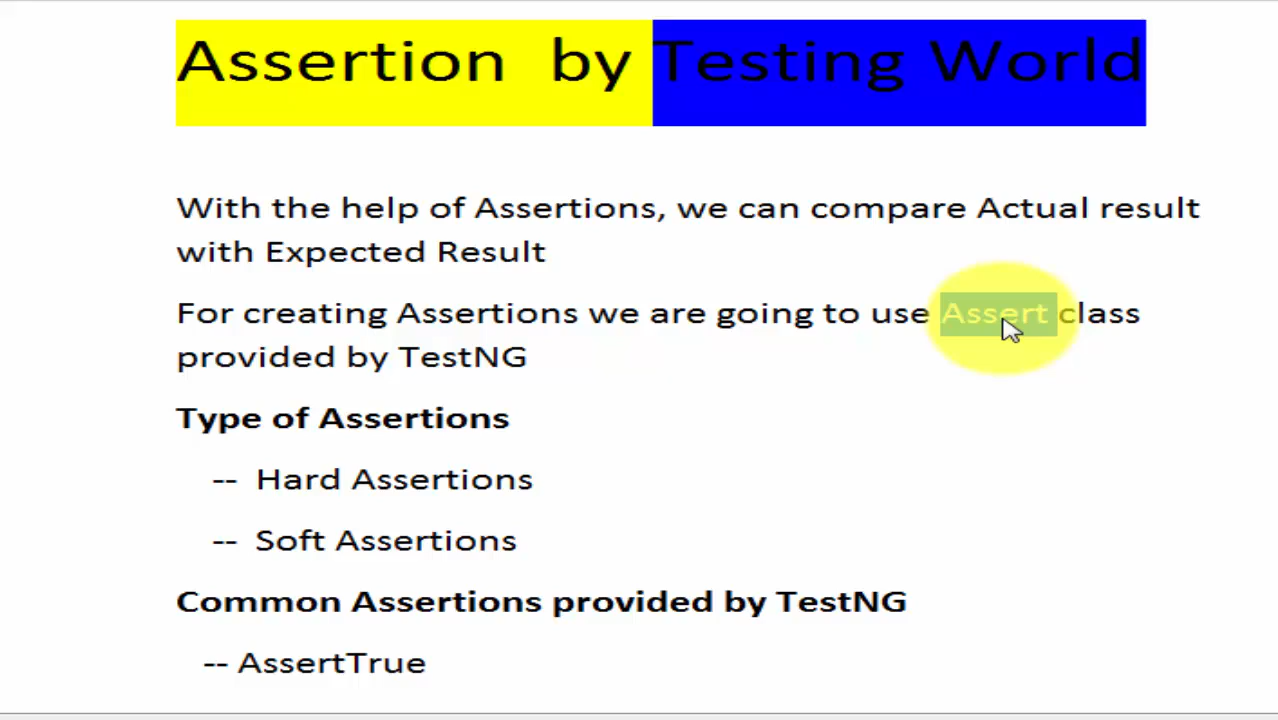 Assertion by Testing World
With the help of Assertions, we can compare Actual result
with Expected Result
For creating Assertions we are going to use Assert class
provided by TestNG
Type of Assertions
-- Hard Assertions
-- Soft Assertions
Common Assertions provided by TestNG
-- AssertTrue